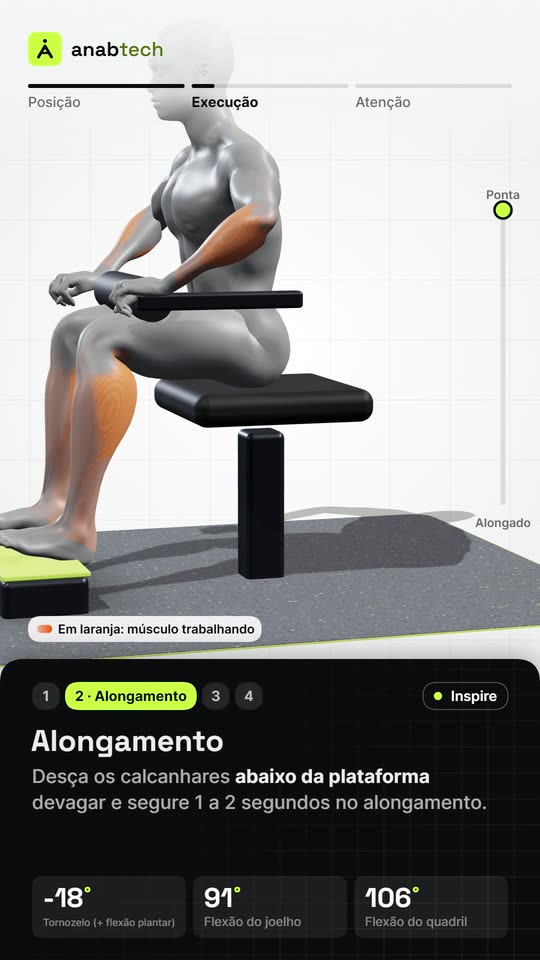 anabtech
Posição
Execução
Atenção
Ponta
Alongado
Em laranja: músculo trabalhando
1
2 · Alongamento
3
4
Inspire
Alongamento
Desça os calcanhares abaixo da plataforma
devagar e segure 1 a 2 segundos no alongamento.
-18°
91°
106°
Tornozelo (+ flexão plantar)
Flexão do joelho
Flexão do quadril